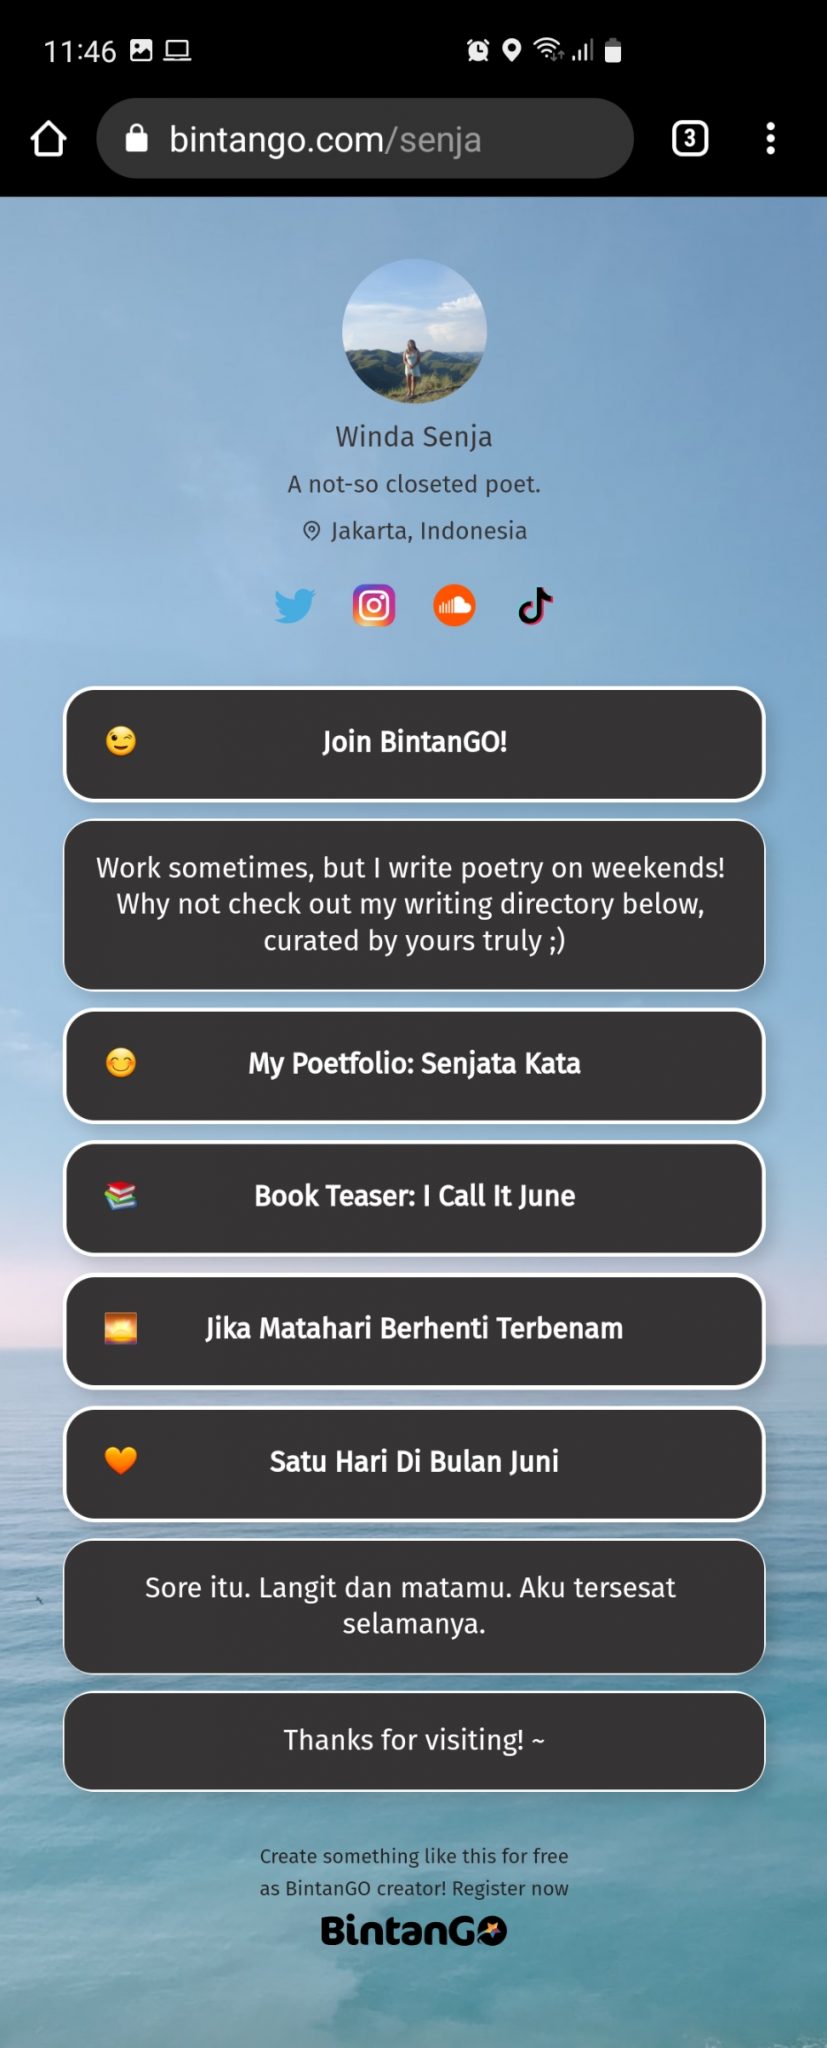 11:46
bintango.com/senja
3
Winda Senja
A not-so closeted poet.
Jakarta, Indonesia
Join BintanGO!
Work sometimes, but I write poetry on weekends!
Why not check out my writing directory below,
curated by yours truly ;)
My Poetfolio: Senjata Kata
Book Teaser: I Call It June
Jika Matahari Berhenti Terbenam
Satu Hari Di Bulan Juni
Sore itu. Langit dan matamu. Aku tersesat
selamanya.
Thanks for visiting! ~
Create something like this for free
as BintanGO creator! Register now
BintanGO